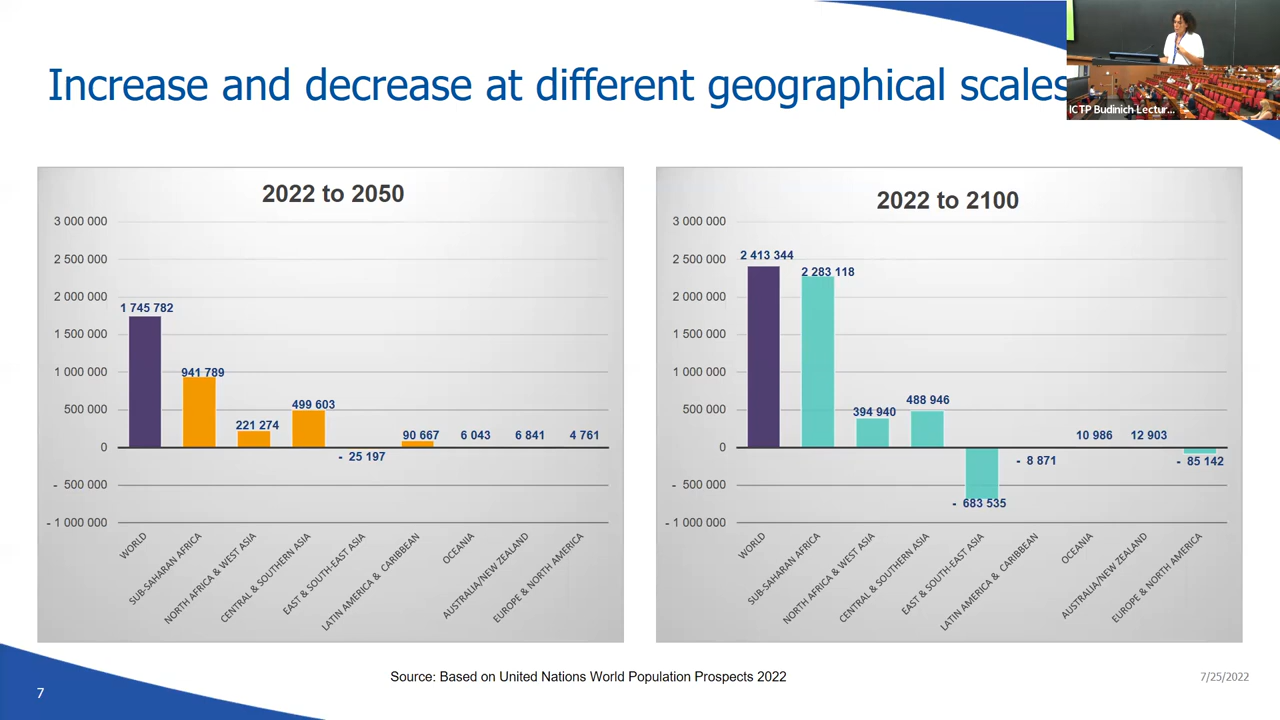 Increase and decrease at different geographical scales
ICTP Budinich Lectur...
2022 to 2050
3 000 000
2 500 000
2 000 000
1 500 000
1 000 000
500 000
0
- 500 000
- 1 000 000
1 745 782
941 789
221 274
499 603
- 25 197
90 667
6 043
6 841
4 761
WORLD
SUB-SAHARAN AFRICA
NORTH AFRICA & WEST ASIA
CENTRAL & SOUTHERN ASIA
EAST & SOUTH-EAST ASIA
LATIN AMERICA & CARIBBEAN
OCEANIA
AUSTRALIA/NEW ZEALAND
EUROPE & NORTH AMERICA
2022 to 2100
3 000 000
2 500 000
2 000 000
1 500 000
1 000 000
500 000
0
- 500 000
- 1 000 000
2 413 344
2 283 118
394 940
488 946
- 683 535
- 8 871
10 986
12 903
- 85 142
WORLD
SUB-SAHARAN AFRICA
NORTH AFRICA & WEST ASIA
CENTRAL & SOUTHERN ASIA
EAST & SOUTH-EAST ASIA
LATIN AMERICA & CARIBBEAN
OCEANIA
AUSTRALIA/NEW ZEALAND
EUROPE & NORTH AMERICA
Source: Based on United Nations World Population Prospects 2022
7
7/25/2022